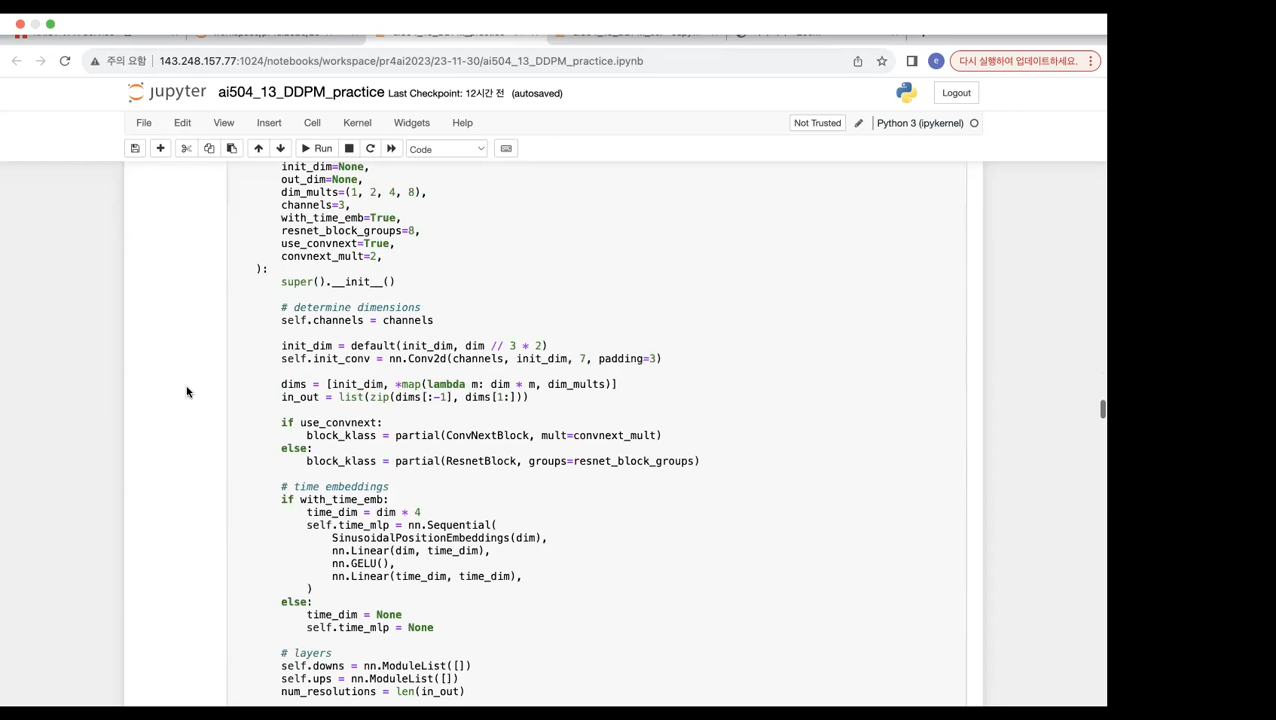 주의 요함
143.248.157.77:1024/notebooks/workspace/pr4ai2023/23-11-30/ai504_13_DDPM_practice.ipynb
e
다시 실행하여 업데이트하세요.
jupyter ai504_13_DDPM_practice Last Checkpoint: 12시간 전 (autosaved)
Logout
File Edit View Insert Cell Kernel Widgets Help
Not Trusted
Python 3 (ipykernel)
Run
Code
init_dim=None,
out_dim=None,
dim_mults=(1, 2, 4, 8),
channels=3,
with_time_emb=True,
resnet_block_groups=8,
use_convnext=True,
convnext_mult=2,
):
super().__init__()
# determine dimensions
self.channels = channels
init_dim = default(init_dim, dim // 3 * 2)
self.init_conv = nn.Conv2d(channels, init_dim, 7, padding=3)
dims = [init_dim, *map(lambda m: dim * m, dim_mults)]
in_out = list(zip(dims[:-1], dims[1:]))
if use_convnext:
block_klass = partial(ConvNextBlock, mult=convnext_mult)
else:
block_klass = partial(ResnetBlock, groups=resnet_block_groups)
# time embeddings
if with_time_emb:
time_dim = dim * 4
self.time_mlp = nn.Sequential(
SinusoidalPositionEmbeddings(dim),
nn.Linear(dim, time_dim),
nn.GELU(),
nn.Linear(time_dim, time_dim),
)
else:
time_dim = None
self.time_mlp = None
# layers
self.downs = nn.ModuleList([])
self.ups = nn.ModuleList([])
num_resolutions = len(in_out)